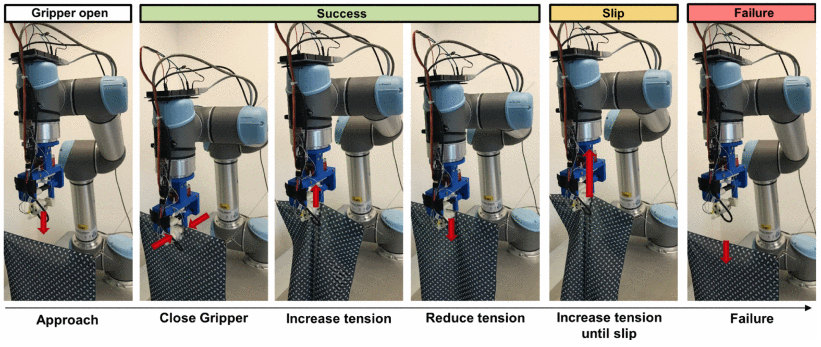 Gripper open
Success
Slip
Failure
Approach
Close Gripper
Increase tension
Reduce tension
Increase tension
until slip
Failure